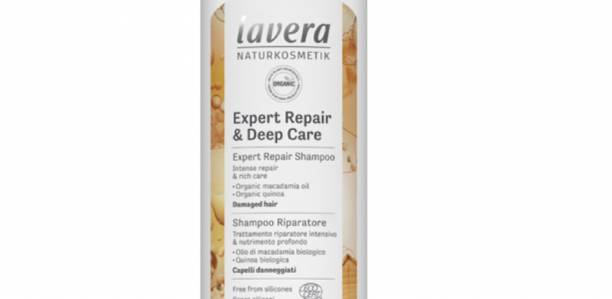 lavera
NATURKOSMETIK
ORGANIC
Expert Repair
& Deep Care
Expert Repair Shampoo
Intense repair
& rich care
• Organic macadamia oil
• Organic quinoa
Damaged hair
Shampoo Riparatore
Trattamento riparatore intensivo
& nutrimento profondo
• Olio di macadamia biologico
• Quinoa biologica
Capelli danneggiati
Free from silicones